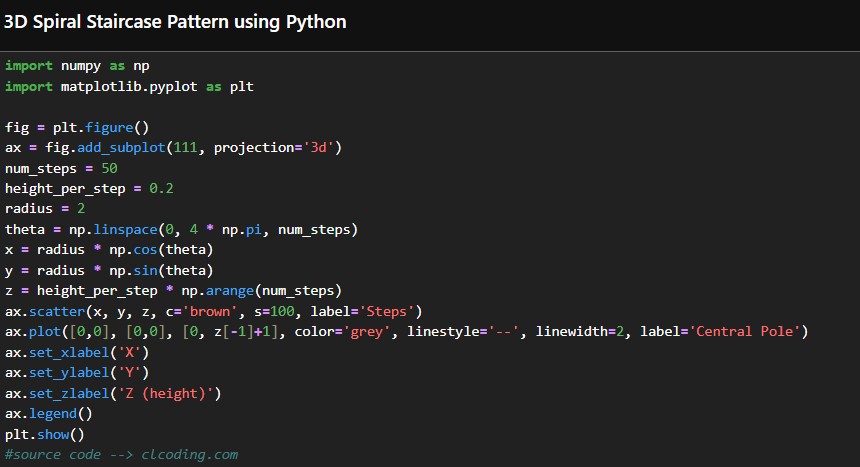 3D Spiral Staircase Pattern using Python
import numpy as np
import matplotlib.pyplot as plt
fig = plt.figure()
ax = fig.add_subplot(111, projection='3d')
num_steps = 50
height_per_step = 0.2
radius = 2
theta = np.linspace(0, 4 * np.pi, num_steps)
x = radius * np.cos(theta)
y = radius * np.sin(theta)
z = height_per_step * np.arange(num_steps)
ax.scatter(x, y, z, c='brown', s=100, label='Steps')
ax.plot([0,0], [0,0], [0, z[-1]+1], color='grey', linestyle='--', linewidth=2, label='Central Pole')
ax.set_xlabel('X')
ax.set_ylabel('Y')
ax.set_zlabel('Z (height)')
ax.legend()
plt.show()
#source code --> clcoding.com